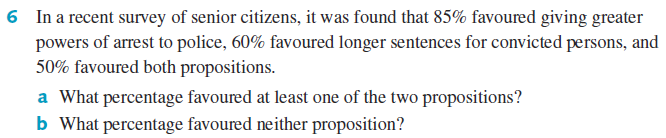 6 In a recent survey of senior citizens, it was found that 85% favoured giving greater
powers of arrest to police, 60% favoured longer sentences for convicted persons, and
50% favoured both propositions.
a What percentage favoured at least one of the two propositions?
b What percentage favoured neither proposition?